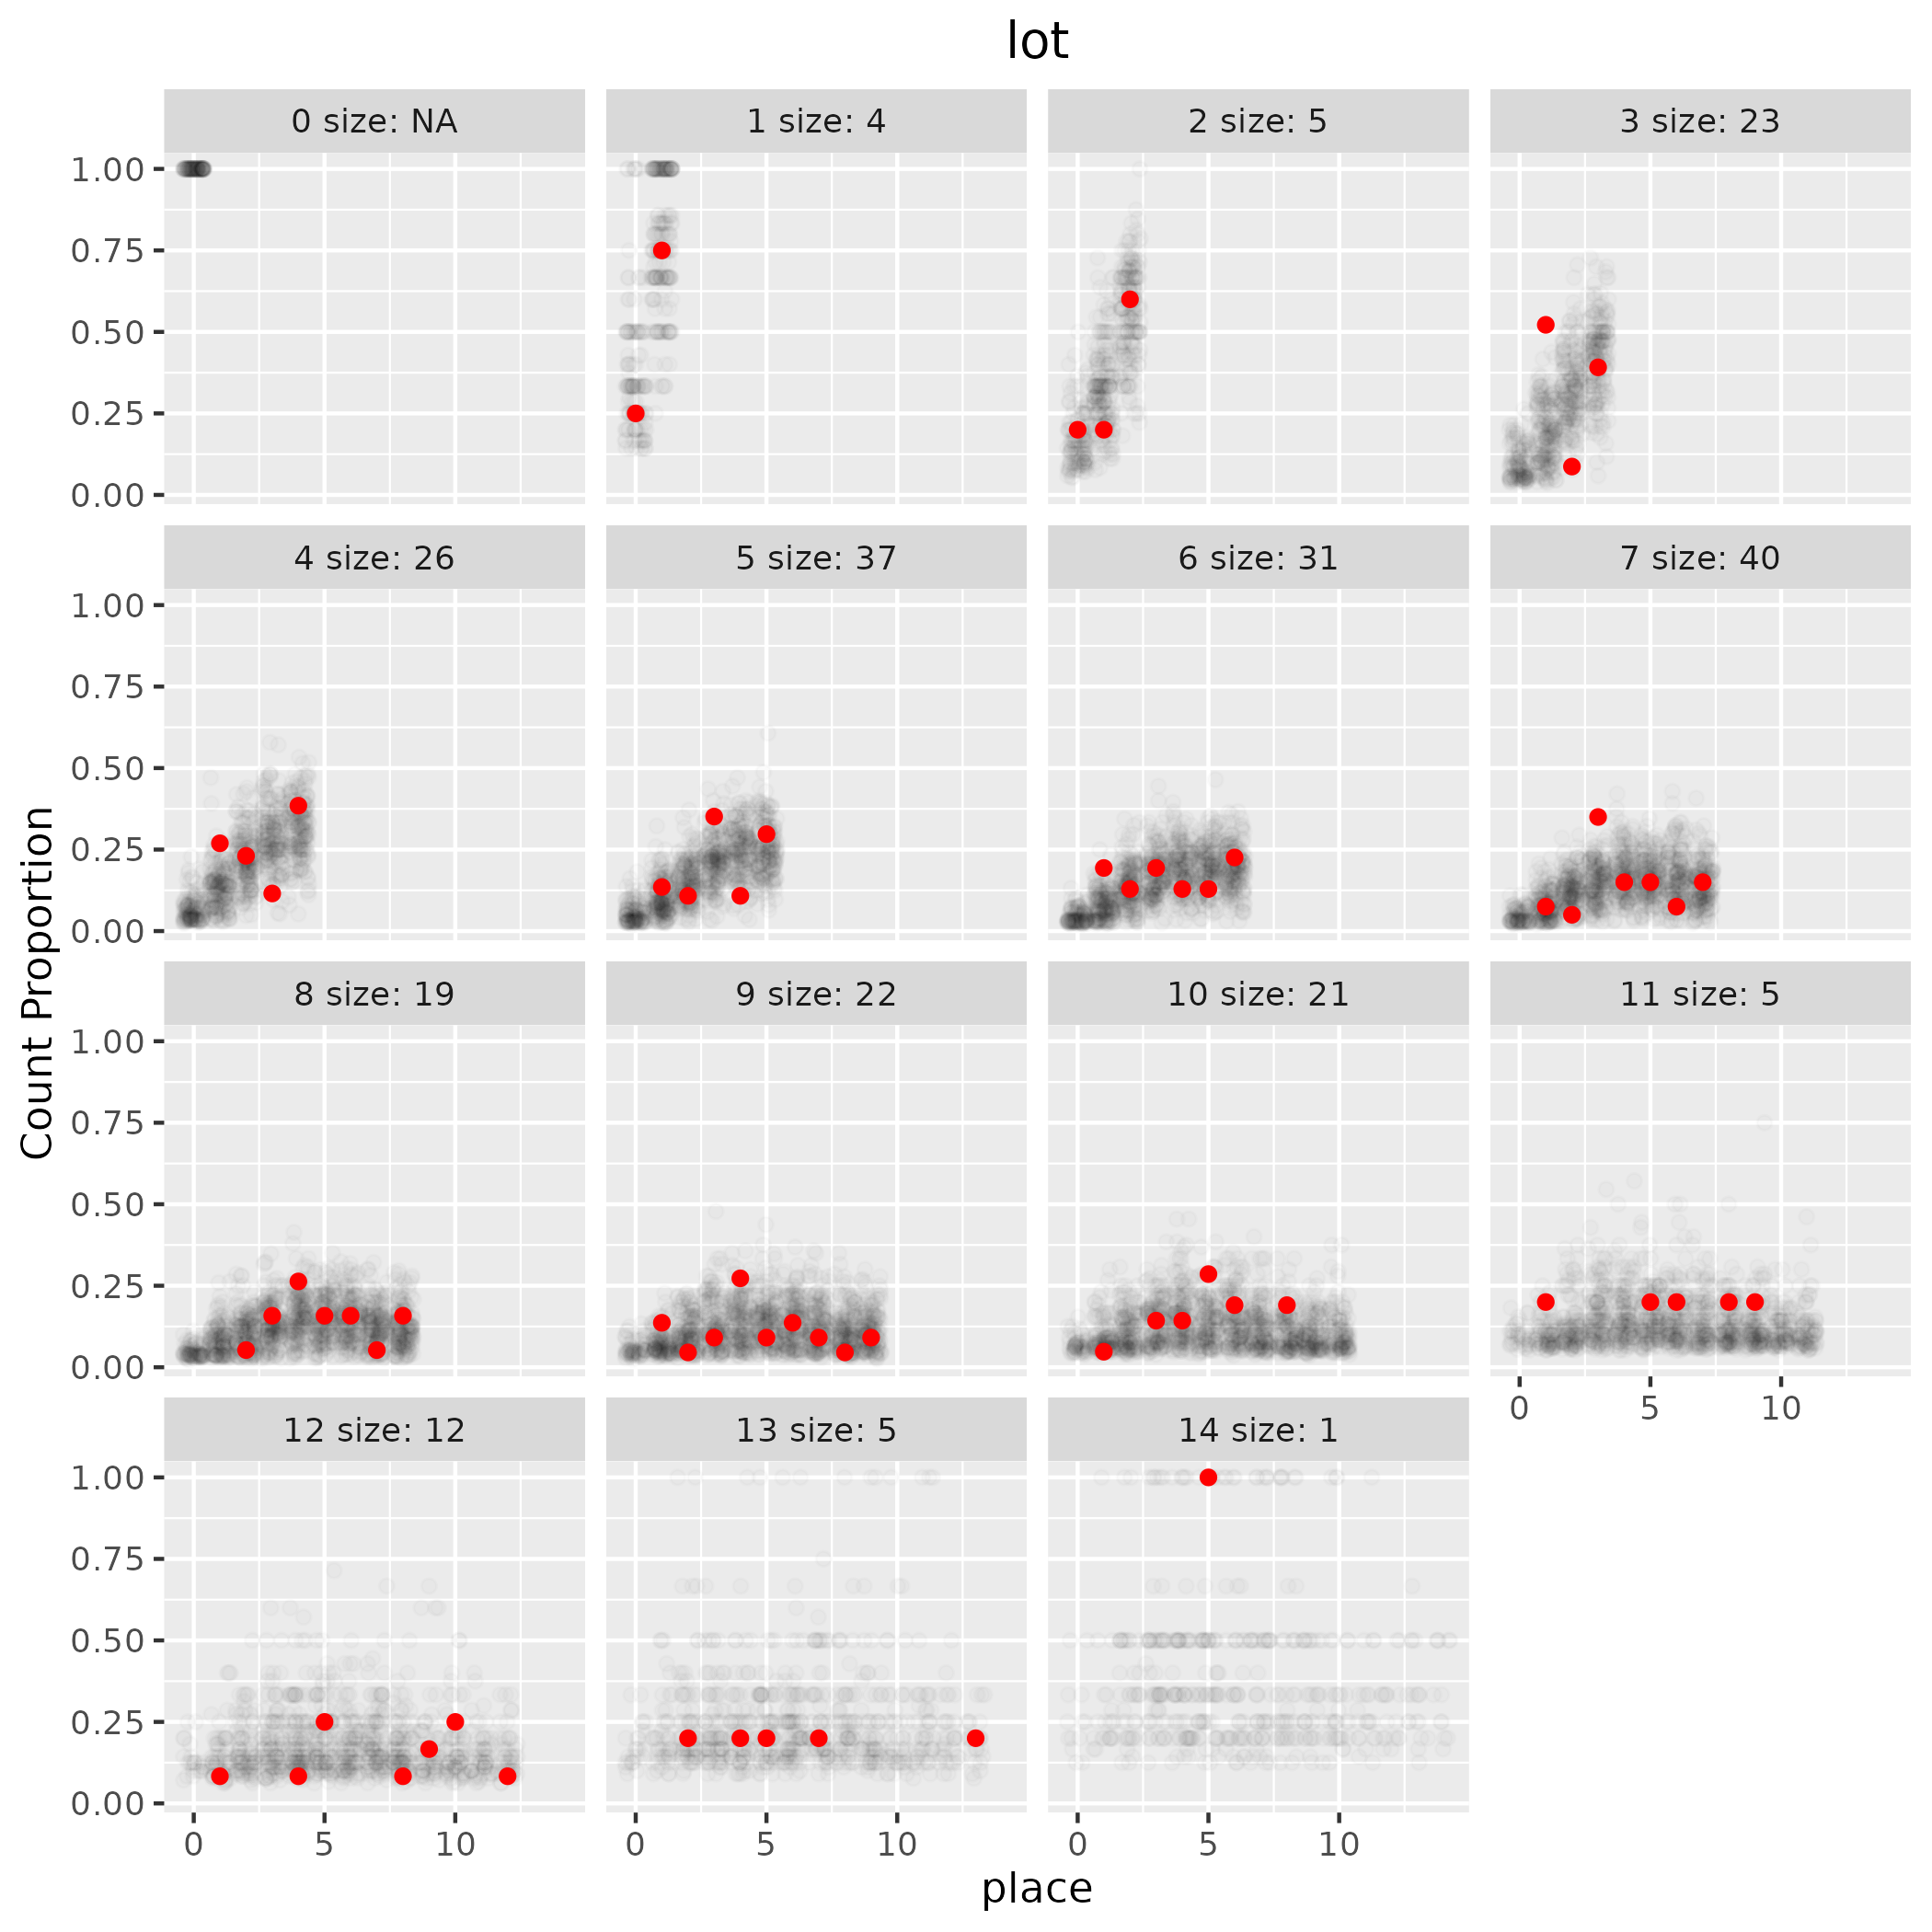 lot
0 size: NA
1 size: 4
2 size: 5
3 size: 23
1.00
0.75
0.50
0.25
0.00
4 size: 26
5 size: 37
6 size: 31
7 size: 40
1.00
0.75
0.50
0.25
0.00
8 size: 19
9 size: 22
10 size: 21
11 size: 5
1.00
0.75
0.50
0.25
0.00
0 5 10
12 size: 12
13 size: 5
14 size: 1
1.00
0.75
0.50
0.25
0.00
0 5 10
0 5 10
0 5 10
place
Count Proportion